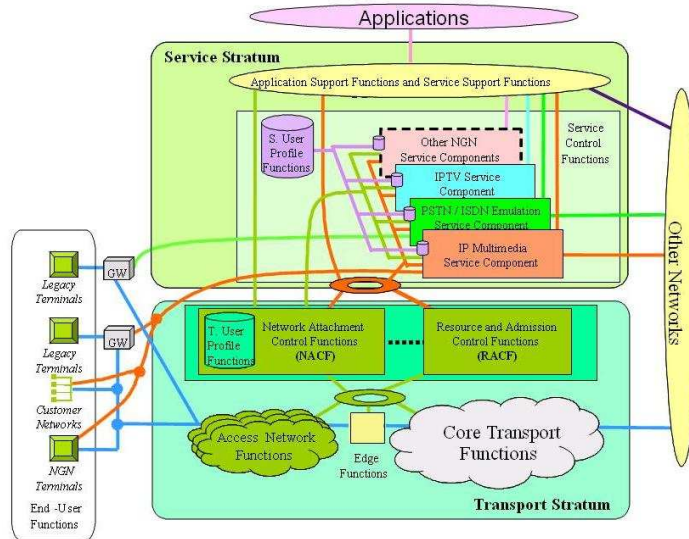 Applications
Service Stratum
Application Support Functions and Service Support Functions
S. User
Profile
Functions
Other NGN
Service Components
Service
Control
Functions
IPTV Service
Component
PSTN / ISDN Emulation
Service Component
IP Multimedia
Service Component
Other Networks
GW
Legacy
Terminals
GW
Legacy
Terminals
Customer
Networks
NGN
Terminals
End -User
Functions
T. User
Profile
Functions
Network Attachment
Control Functions
(NACF)
Resource and Admission
Control Functions
(RACF)
Access Network
Functions
Edge
Functions
Core Transport
Functions
Transport Stratum